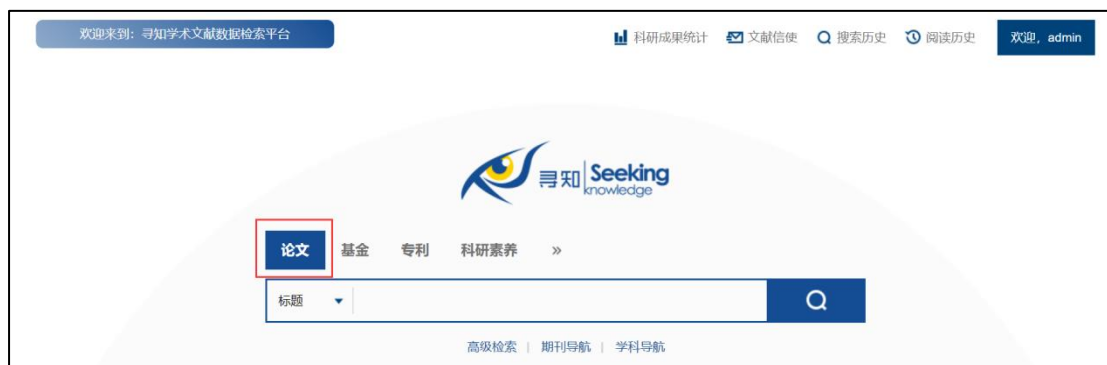 欢迎来到：寻知学术文献数据检索平台 科研成果统计 文献信使 搜索历史 阅读历史 欢迎，admin
寻知 Seeking
knowledge
论文 基金 专利 科研素养 »
标题
高级检索 | 期刊导航 | 学科导航